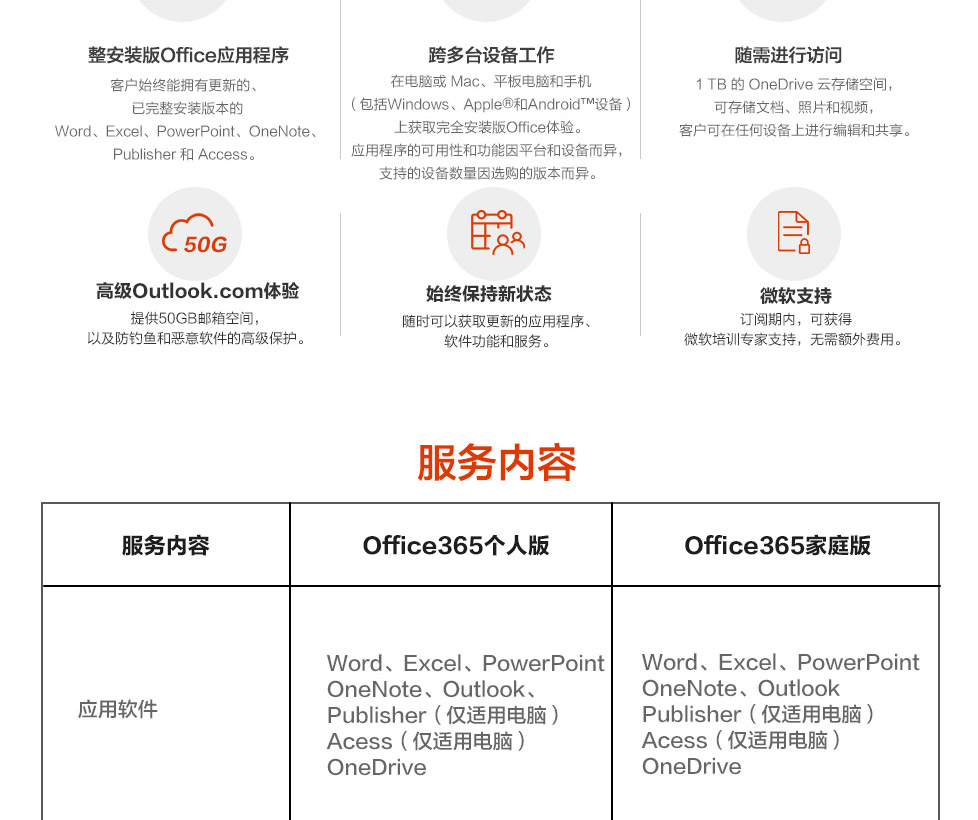 整安装版Office应用程序
客户始终能拥有更新的、
已完整安装版本的
Word、Excel、PowerPoint、OneNote、
Publisher 和 Access。
跨多台设备工作
在电脑或 Mac、平板电脑和手机
（包括Windows、Apple®和Android™设备）
上获取完全安装版Office体验。
应用程序的可用性和功能因平台和设备而异，
支持的设备数量因选购的版本而异。
随需进行访问
1 TB 的 OneDrive 云存储空间，
可存储文档、照片和视频，
客户可在任何设备上进行编辑和共享。
50G
高级Outlook.com体验
提供50GB邮箱空间，
以及防钓鱼和恶意软件的高级保护。
始终保持新状态
随时可以获取更新的应用程序、
软件功能和服务。
微软支持
订阅期内，可获得
微软培训专家支持，无需额外费用。
服务内容
服务内容
Office365个人版
Office365家庭版
应用软件
Word、Excel、PowerPoint
OneNote、Outlook、
Publisher（仅适用电脑）
Acess（仅适用电脑）
OneDrive
Word、Excel、PowerPoint
OneNote、Outlook
Publisher（仅适用电脑）
Acess（仅适用电脑）
OneDrive